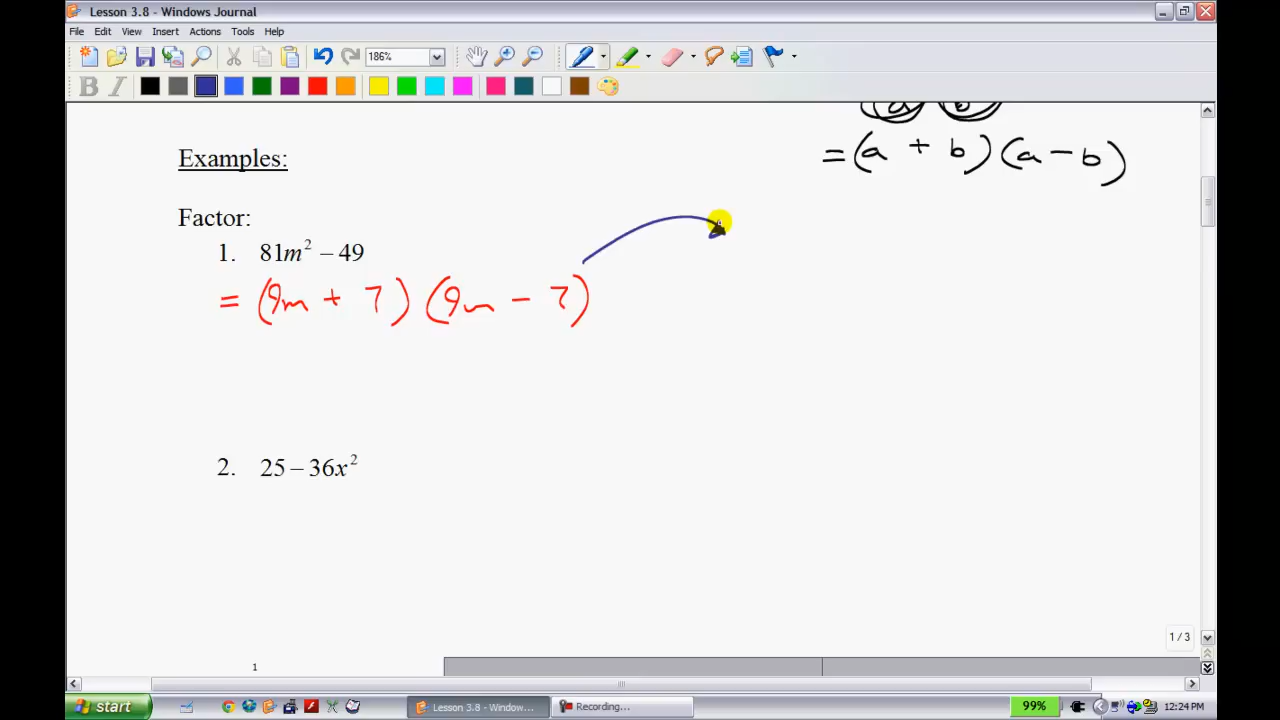 Lesson 3.8 - Windows Journal
File Edit View Insert Actions Tools Help
186%
B I
= (a + b) (a - b)
Examples:
Factor:
1. 81m² – 49
= (9m + 7) (9m - 7)
2. 25 – 36x²
1 / 3
1
start
Lesson 3.8 - Window...
Recording...
99%
12:24 PM